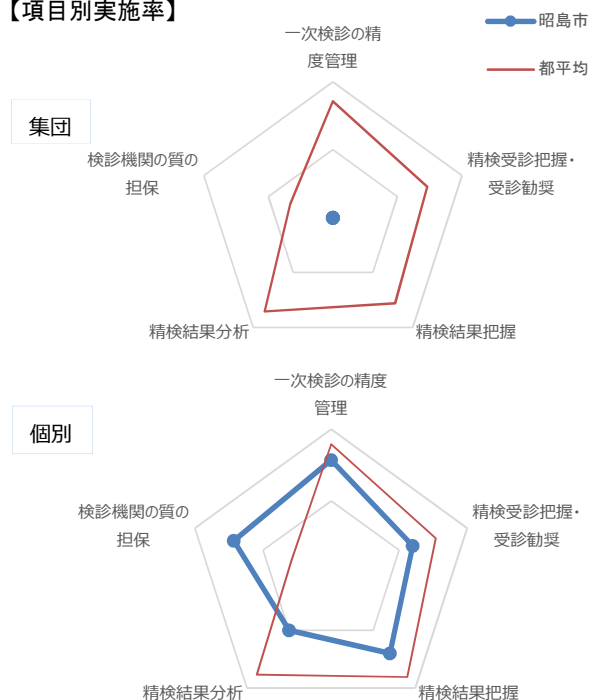 【項目別実施率】
昭島市
都平均
集団
一次検診の精
度管理
精検受診把握・
受診勧奨
精検結果把握
精検結果分析
検診機関の質の
担保
個別
一次検診の精度
管理
精検受診把握・
受診勧奨
精検結果把握
精検結果分析
検診機関の質の
担保